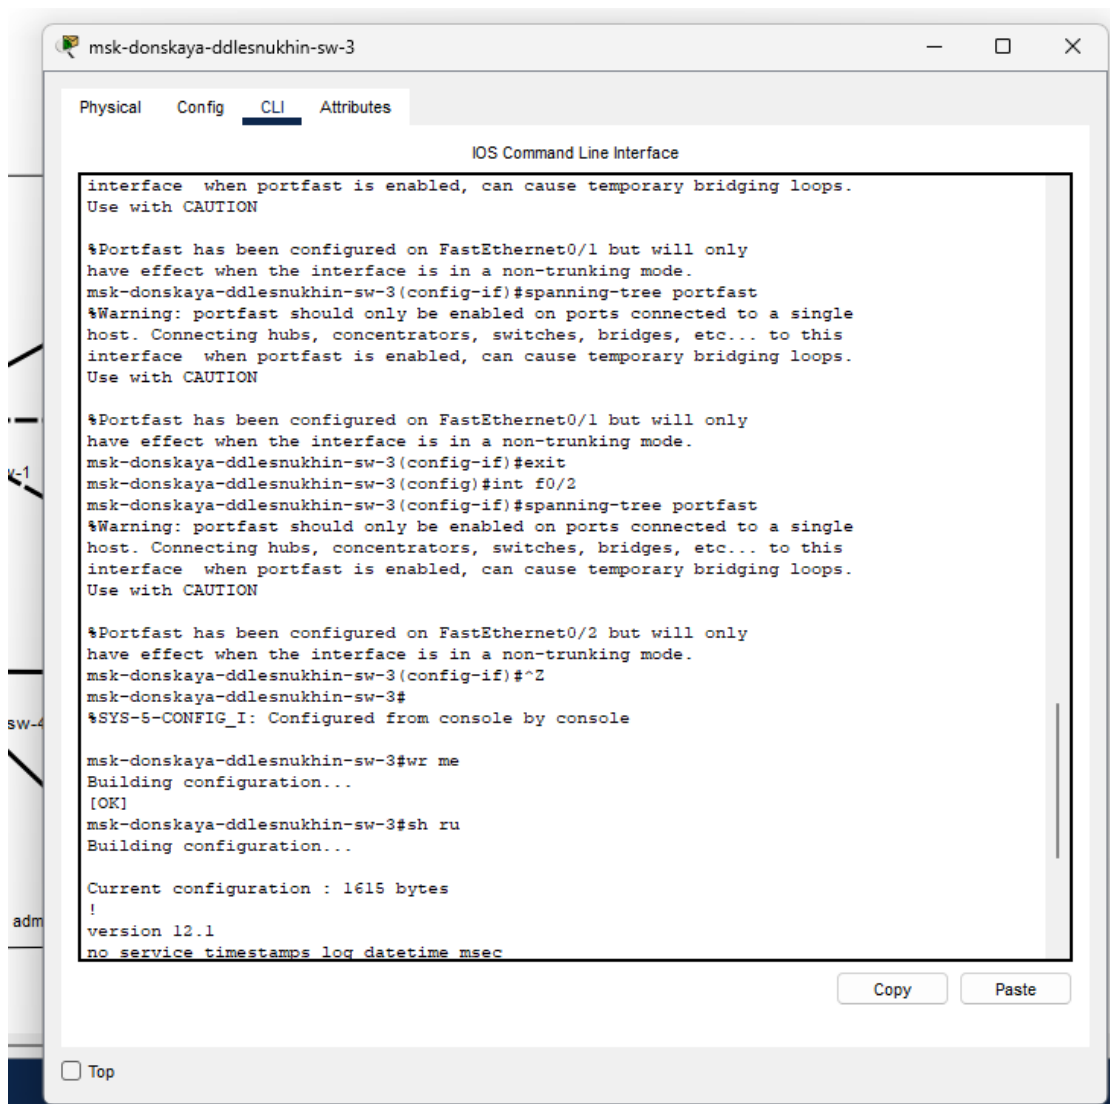 msk-donskaya-ddlesnukhin-sw-3
Physical Config CLI Attributes
IOS Command Line Interface
interface  when portfast is enabled, can cause temporary bridging loops.
Use with CAUTION
%Portfast has been configured on FastEthernet0/1 but will only
have effect when the interface is in a non-trunking mode.
msk-donskaya-ddlesnukhin-sw-3(config-if)#spanning-tree portfast
%Warning: portfast should only be enabled on ports connected to a single
host. Connecting hubs, concentrators, switches, bridges, etc... to this
interface  when portfast is enabled, can cause temporary bridging loops.
Use with CAUTION
%Portfast has been configured on FastEthernet0/1 but will only
have effect when the interface is in a non-trunking mode.
msk-donskaya-ddlesnukhin-sw-3(config-if)#exit
msk-donskaya-ddlesnukhin-sw-3(config)#int f0/2
msk-donskaya-ddlesnukhin-sw-3(config-if)#spanning-tree portfast
%Warning: portfast should only be enabled on ports connected to a single
host. Connecting hubs, concentrators, switches, bridges, etc... to this
interface  when portfast is enabled, can cause temporary bridging loops.
Use with CAUTION
%Portfast has been configured on FastEthernet0/2 but will only
have effect when the interface is in a non-trunking mode.
msk-donskaya-ddlesnukhin-sw-3(config-if)#^Z
msk-donskaya-ddlesnukhin-sw-3#
%SYS-5-CONFIG_I: Configured from console by console
msk-donskaya-ddlesnukhin-sw-3#wr me
Building configuration...
[OK]
msk-donskaya-ddlesnukhin-sw-3#sh ru
Building configuration...
Current configuration : 1615 bytes
!
version 12.1
no service timestamps log datetime msec
Copy Paste
Top
-1
sw-4
adm